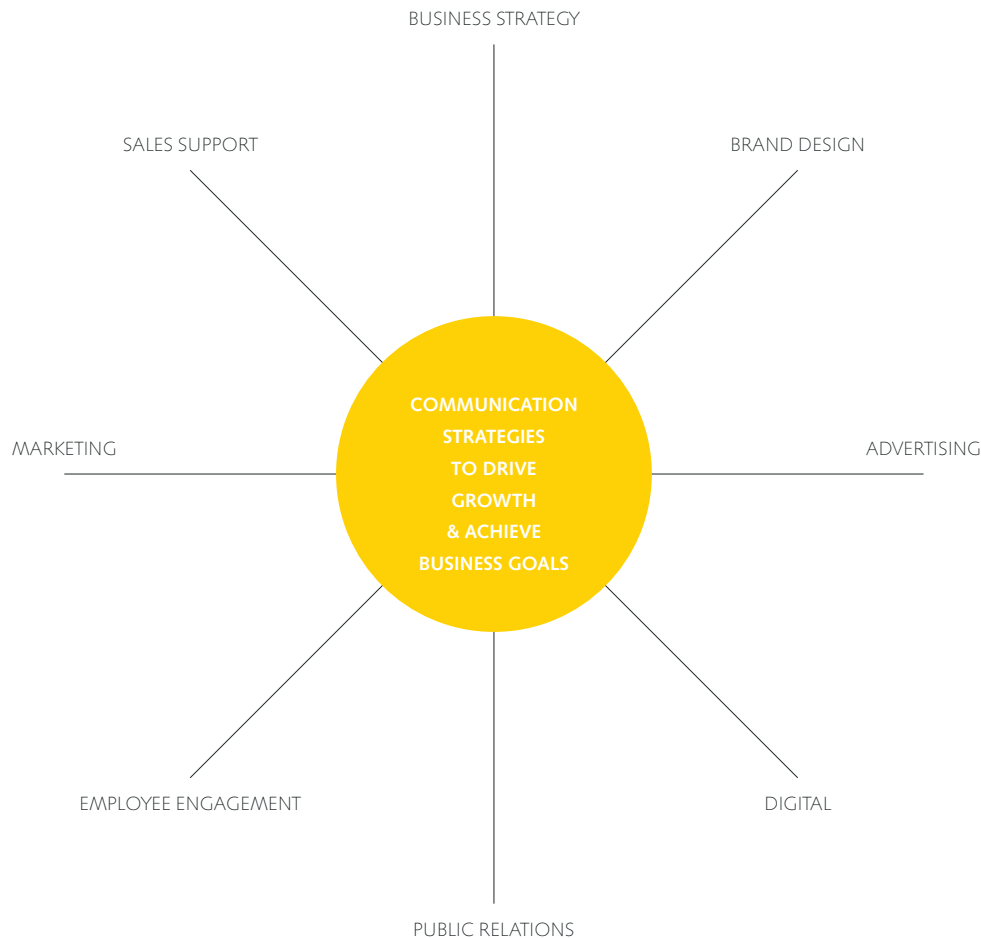 BUSINESS STRATEGY
SALES SUPPORT
BRAND DESIGN
COMMUNICATION
STRATEGIES
TO DRIVE
GROWTH
& ACHIEVE
BUSINESS GOALS
MARKETING
ADVERTISING
EMPLOYEE ENGAGEMENT
DIGITAL
PUBLIC RELATIONS